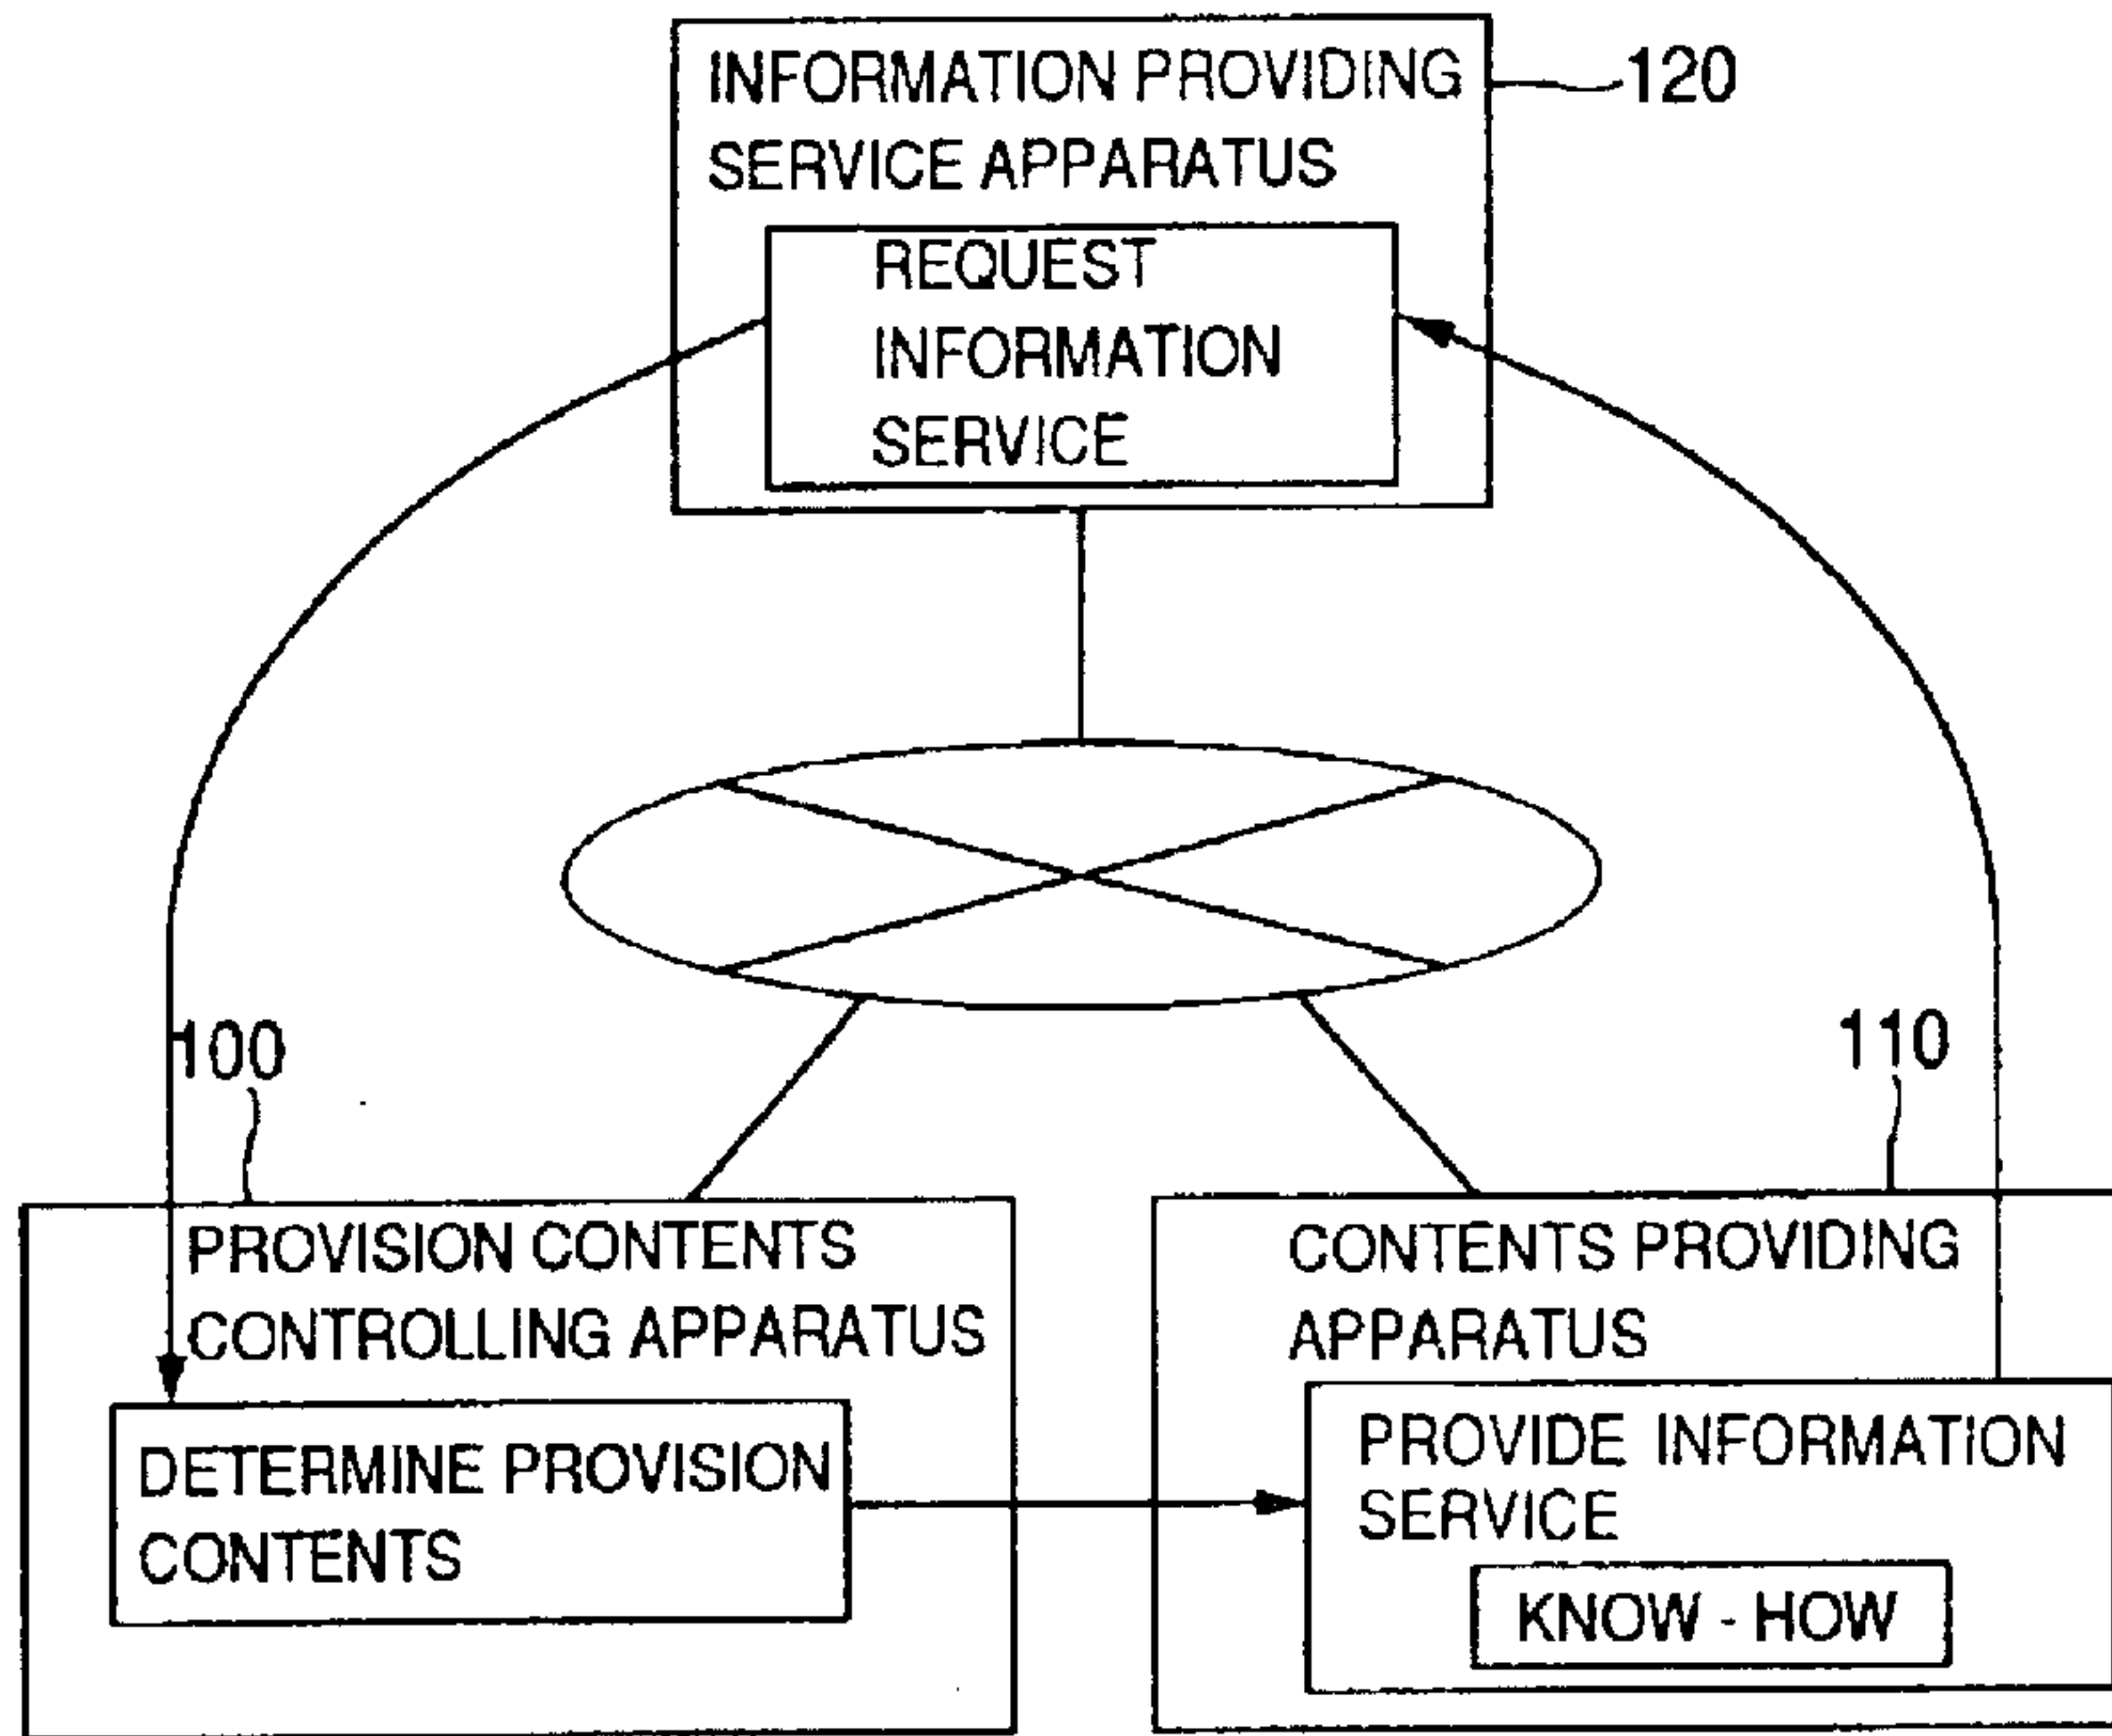 INFORMATION PROVIDING
SERVICE APPARATUS
120
REQUEST
INFORMATION
SERVICE
100
110
PROVISION CONTENTS
CONTROLLING APPARATUS
DETERMINE PROVISION
CONTENTS
CONTENTS PROVIDING
APPARATUS
PROVIDE INFORMATION
SERVICE
KNOW - HOW